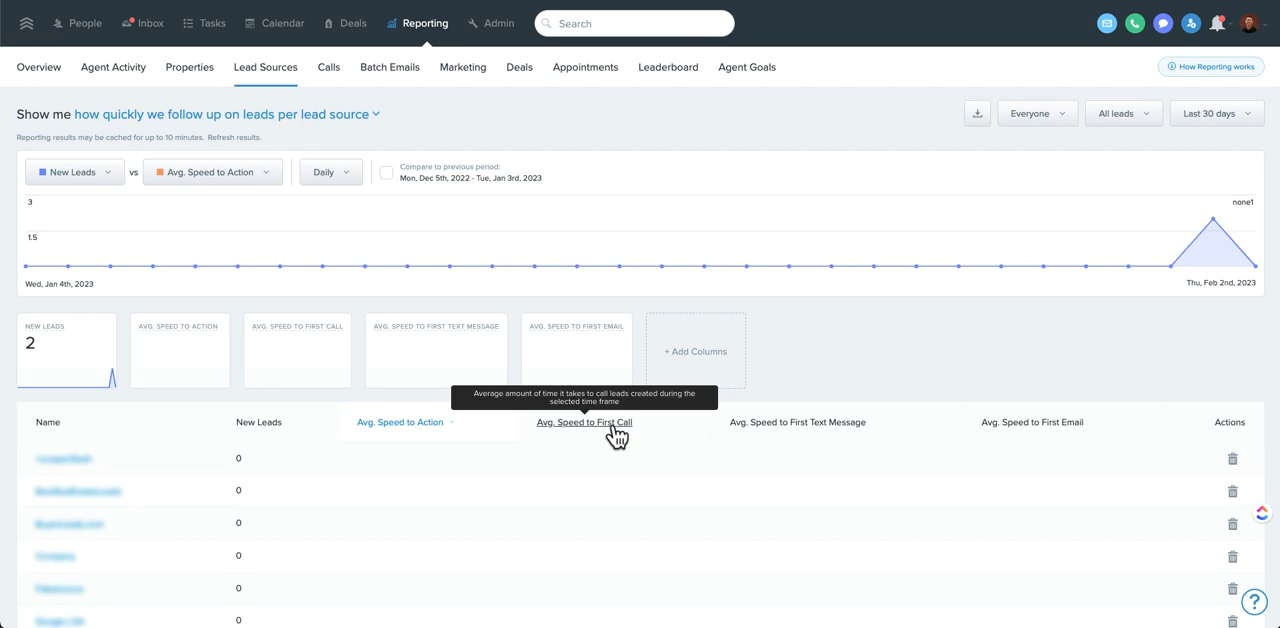 People Inbox Tasks Calendar Deals Reporting Admin Search
Overview Agent Activity Properties Lead Sources Calls Batch Emails Marketing Deals Appointments Leaderboard Agent Goals How Reporting works
Show me how quickly we follow up on leads per lead source Everyone All leads Last 30 days
Reporting results may be cached for up to 10 minutes. Refresh results.
New Leads vs Avg. Speed to Action Daily Compare to previous period:
Mon, Dec 5th, 2022 - Tue, Jan 3rd, 2023
3 none1
1.5
Wed, Jan 4th, 2023 Thu, Feb 2nd, 2023
NEW LEADS AVG. SPEED TO ACTION AVG. SPEED TO FIRST CALL AVG. SPEED TO FIRST TEXT MESSAGE AVG. SPEED TO FIRST EMAIL
2
+ Add Columns
Average amount of time it takes to call leads created during the
selected time frame
Name New Leads Avg. Speed to Action Avg. Speed to First Call Avg. Speed to First Text Message Avg. Speed to First Email Actions
0
0
0
0
0
0
?